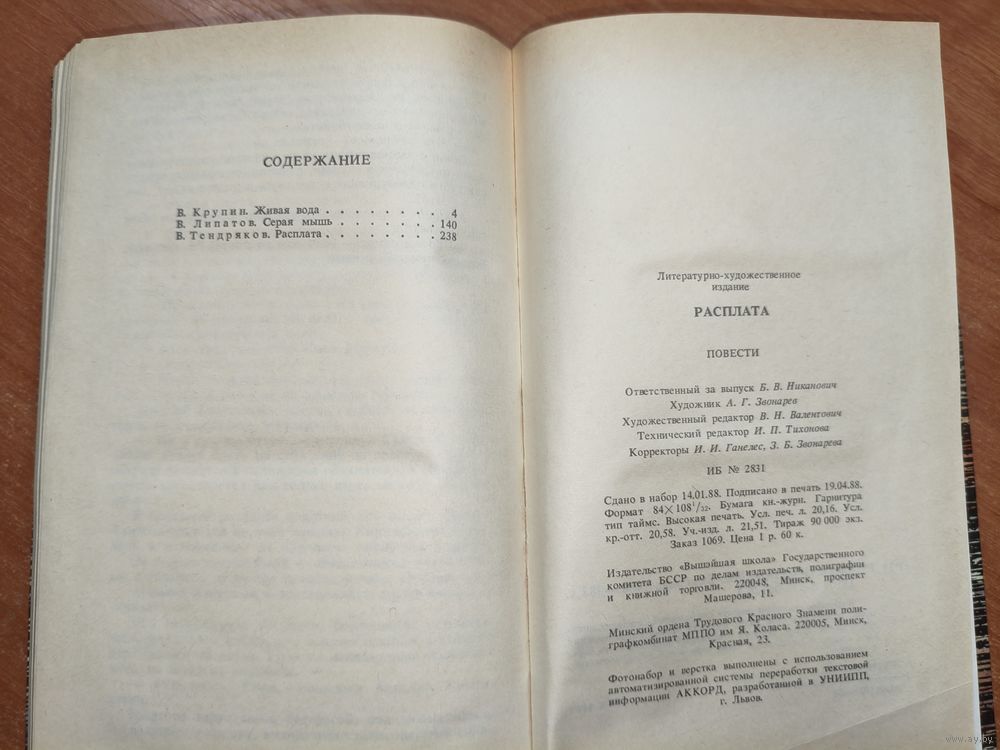 СОДЕРЖАНИЕ
В. Крупин. Живая вода . . . . . . . . 4
В. Липатов. Серая мышь . . . . . . . 140
В. Тендряков. Расплата . . . . . . . . 238
Литературно-художественное
издание
РАСПЛАТА
ПОВЕСТИ
Ответственный за выпуск Б. В. Никанович
Художник А. Г. Звонарев
Художественный редактор В. Н. Валентович
Технический редактор И. П. Тихонова
Корректоры И. И. Ганелес, З. Б. Звонарева
ИБ № 2831
Сдано в набор 14.01.88. Подписано в печать 19.04.88.
Формат 84×108¹/₃₂. Бумага кн.-журн. Гарнитура
тип таймс. Высокая печать. Усл. печ. л. 20,16. Усл.
кр.-отт. 20,58. Уч.-изд. л. 21,51. Тираж 90 000 экз.
Заказ 1069. Цена 1 р. 60 к.
Издательство «Вышэйшая школа» Государственного
комитета БССР по делам издательств, полиграфии
и книжной торговли. 220048, Минск, проспект
Машерова, 11.
Минский ордена Трудового Красного Знамени поли-
графкомбинат МППО им Я. Коласа. 220005, Минск,
Красная, 23.
Фотонабор и верстка выполнены с использованием
автоматизированной системы переработки текстовой
информации АККОРД, разработанной в УНИИПП,
г. Львов.
www.ay.by